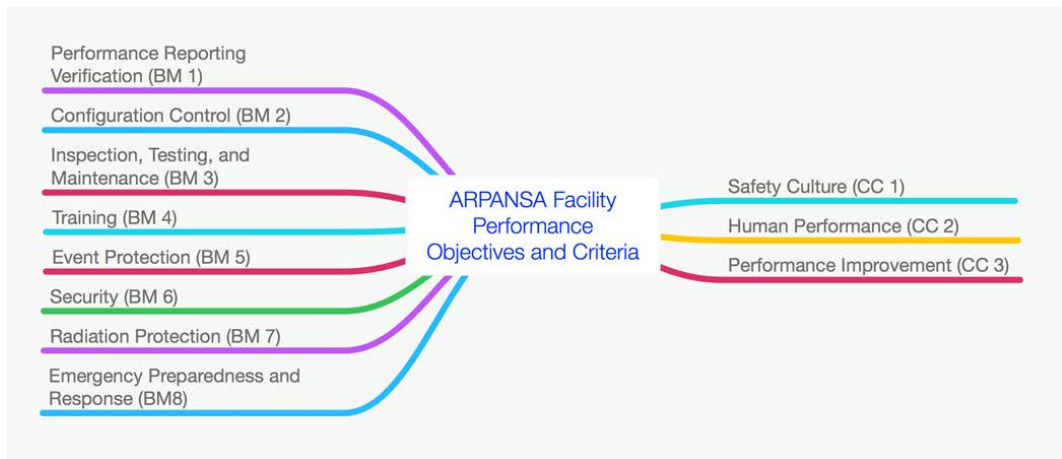 Performance Reporting
Verification (BM 1)
Configuration Control (BM 2)
Inspection, Testing, and
Maintenance (BM 3)
Training (BM 4)
Event Protection (BM 5)
Security (BM 6)
Radiation Protection (BM 7)
Emergency Preparedness and
Response (BM8)
ARPANSA Facility
Performance
Objectives and Criteria
Safety Culture (CC 1)
Human Performance (CC 2)
Performance Improvement (CC 3)